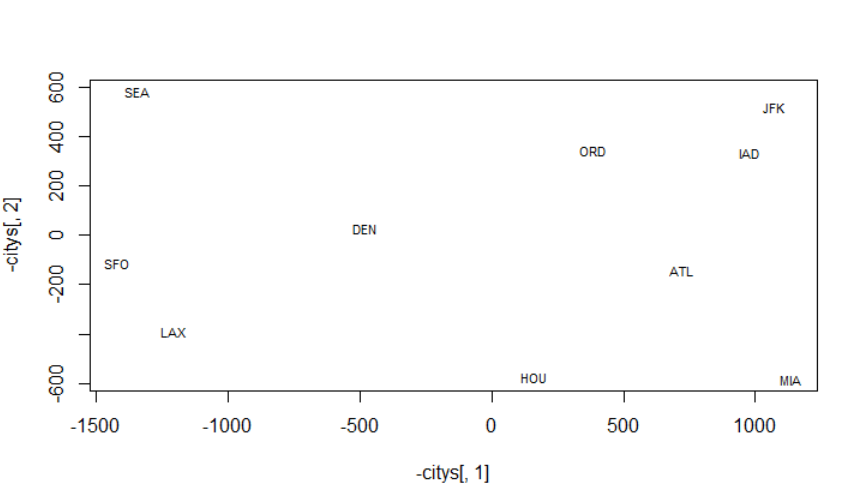 600
SEA
JFK
400
ORD
IAD
200
DEN
0
SFO
ATL
-200
LAX
HOU
MIA
-600
-1500
-1000
-500
0
500
1000
-citys[, 2]
-citys[, 1]